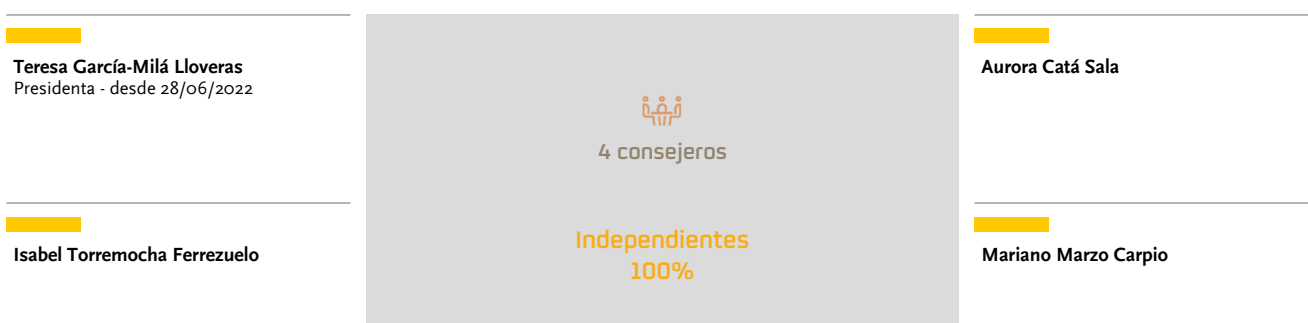 Teresa García-Milá Lloveras
Presidenta - desde 28/06/2022
Isabel Torremocha Ferrezuelo
4 consejeros
Independientes
100%
Aurora Catá Sala
Mariano Marzo Carpio